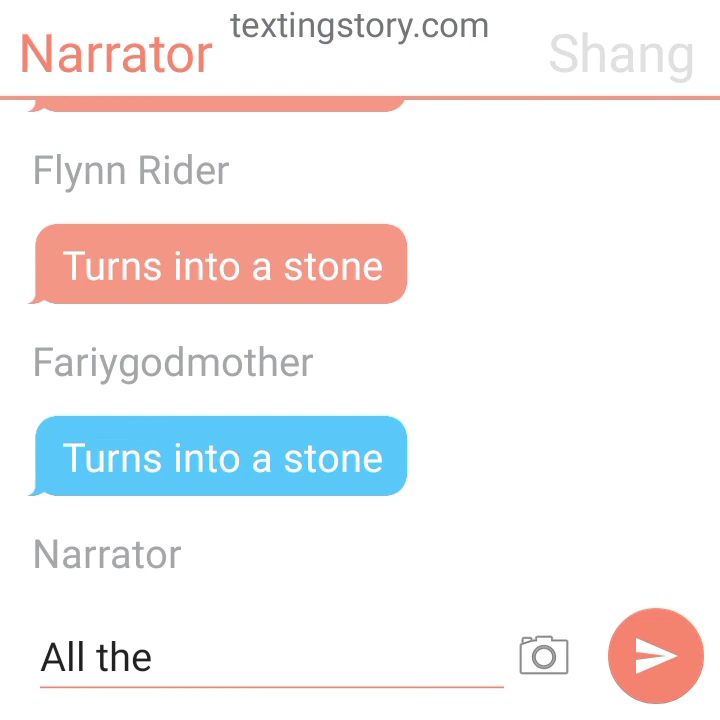 textingstory.com
Narrator Shang
Flynn Rider
Turns into a stone
Fariygodmother
Turns into a stone
Narrator
All the